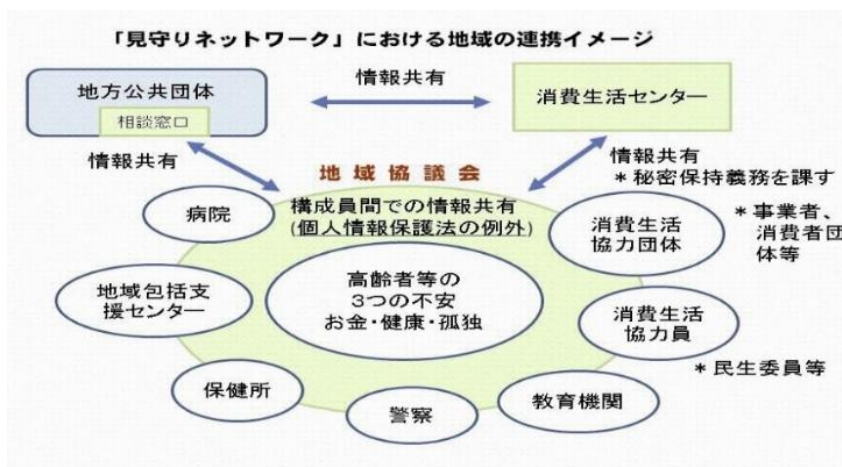 「見守りネットワーク」における地域の連携イメージ
情報共有
地方公共団体
相談窓口
消費生活センター
情報共有
地域協議会
情報共有
＊秘密保持義務を課す
病院
構成員間での情報共有
(個人情報保護法の例外)
消費生活
協力団体
＊事業者、
消費者団
体等
地域包括支
援センター
高齢者等の
3つの不安
お金・健康・孤独
消費生活
協力員
＊民生委員等
保健所
警察
教育機関